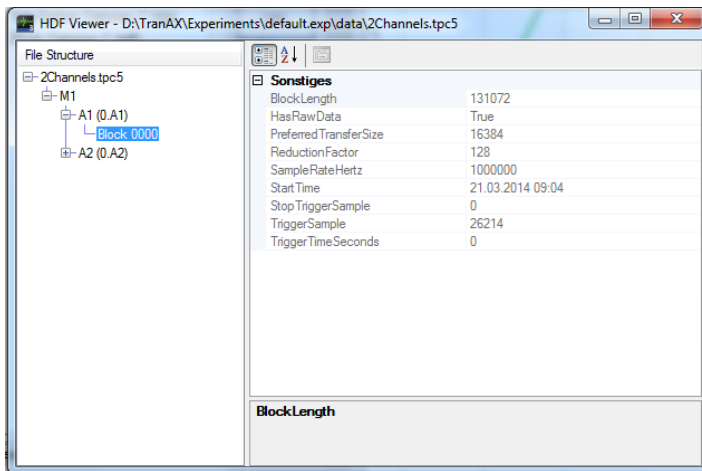 HDF Viewer - D:\TranAX\Experiments\default.exp\data\2Channels.tpc5
File Structure
2Channels.tpc5
M1
A1 (0.A1)
Block 0000
A2 (0.A2)
Sonstiges
BlockLength 131072
HasRawData True
PreferredTransferSize 16384
ReductionFactor 128
SampleRateHertz 1000000
StartTime 21.03.2014 09:04
StopTriggerSample 0
TriggerSample 26214
TriggerTimeSeconds 0
BlockLength